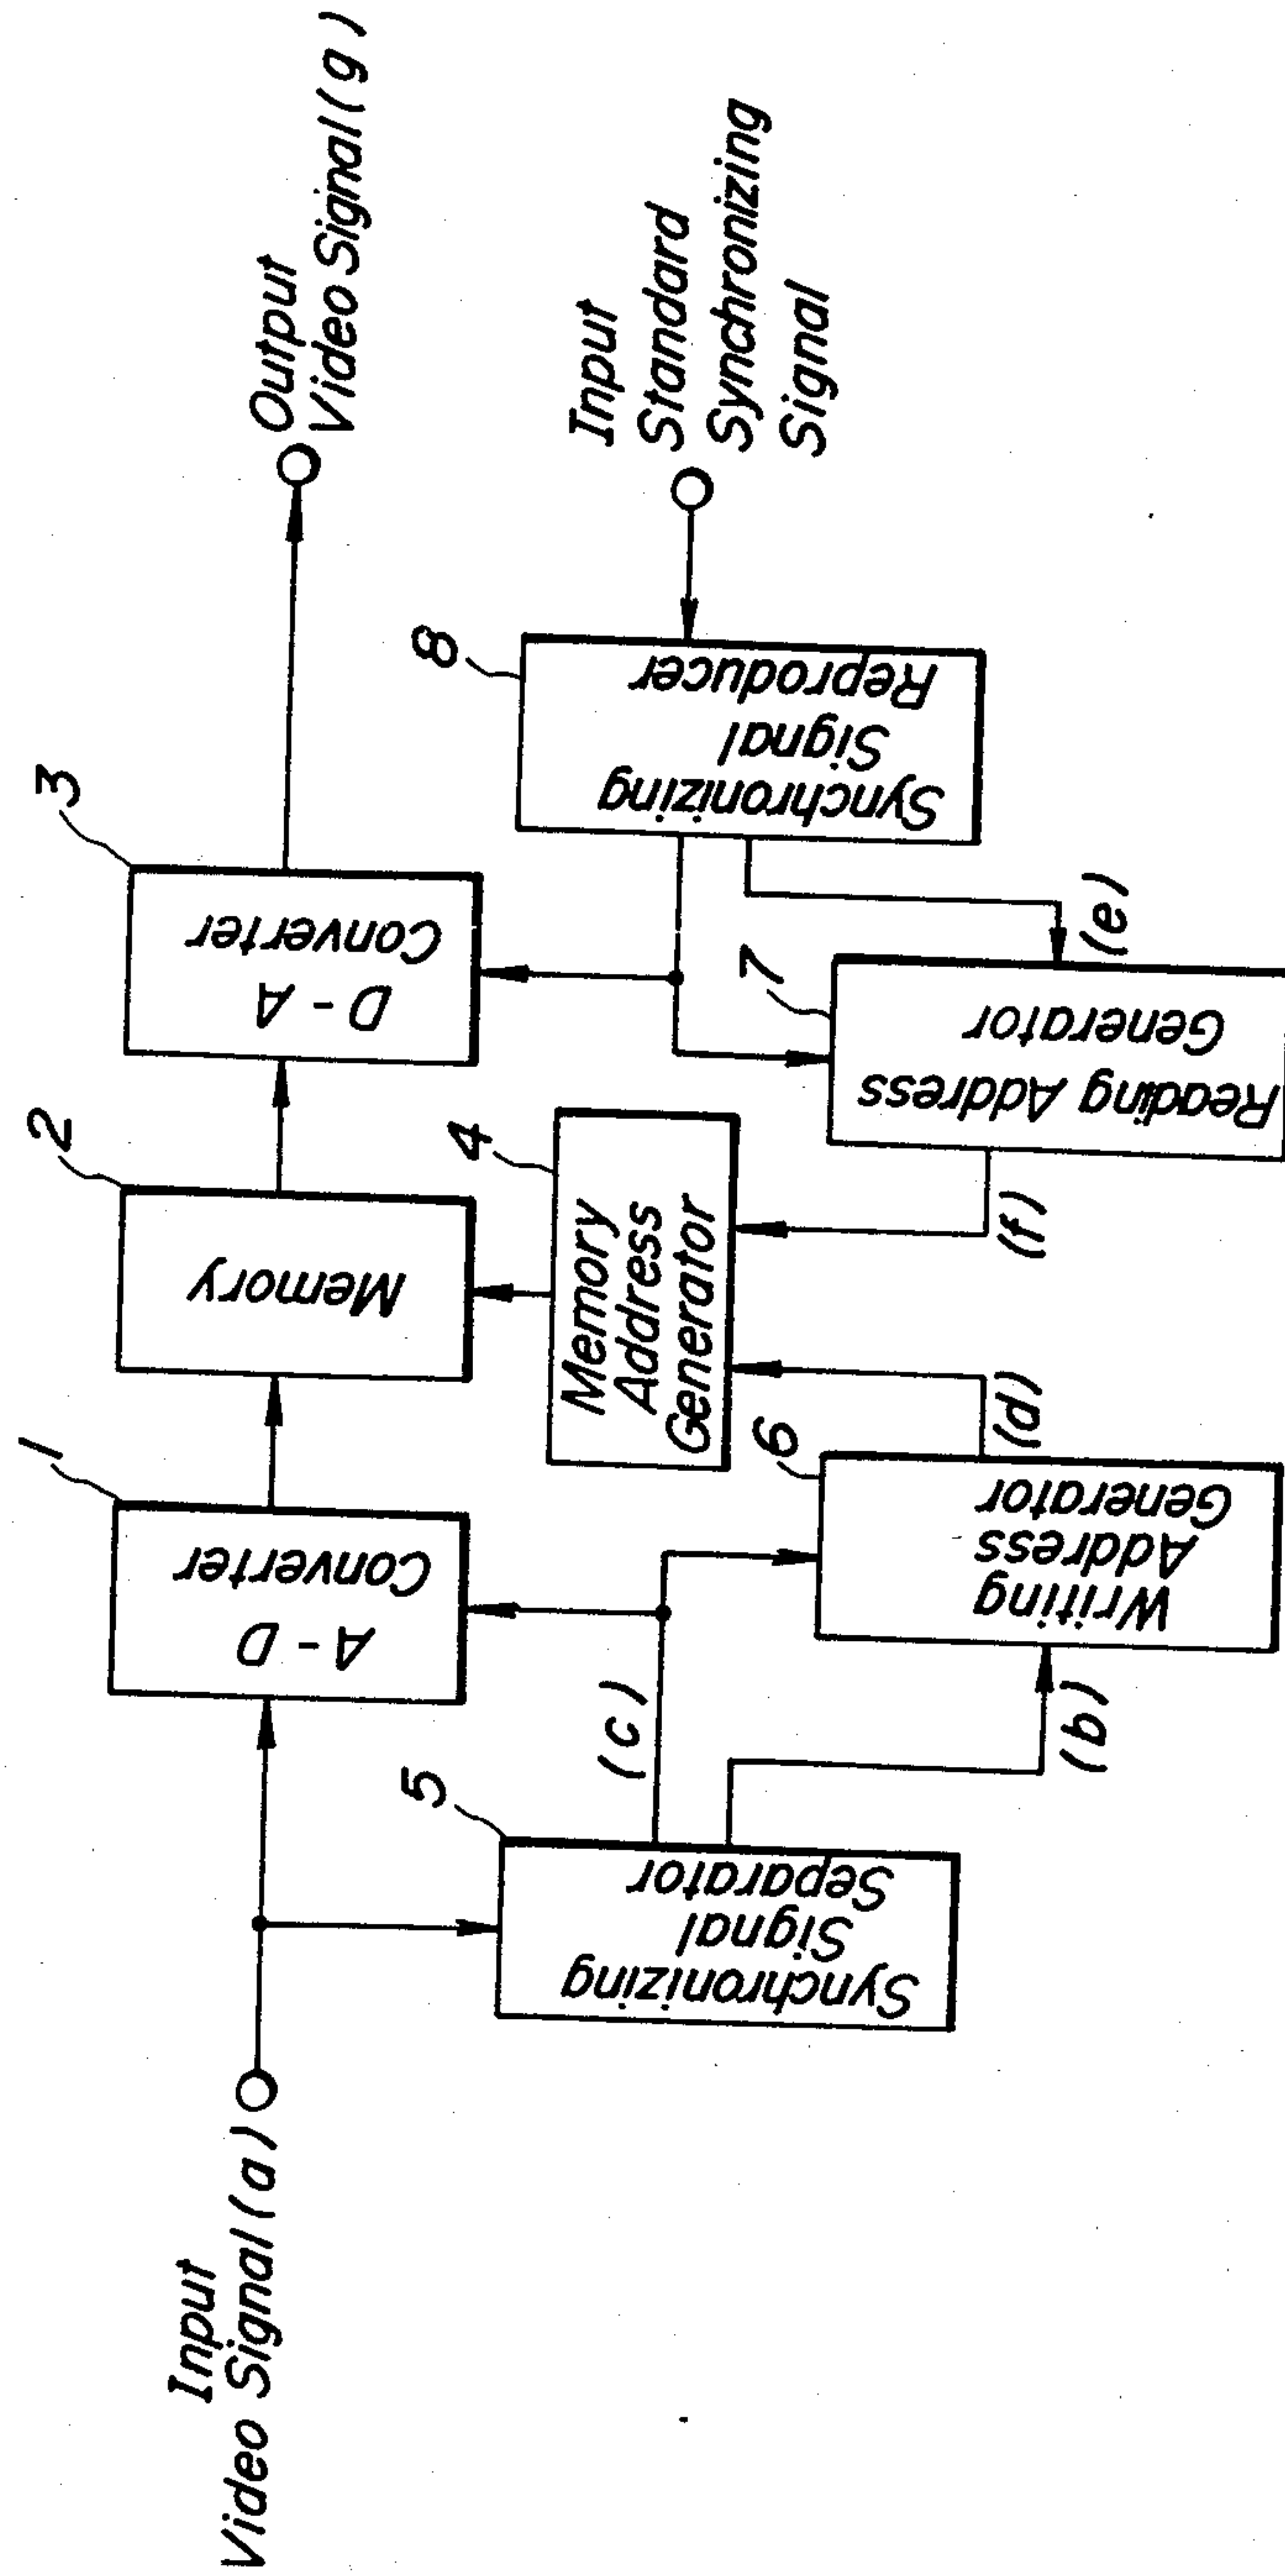 Input
Video Signal (a)
1
A - D
Converter
2
Memory
3
D - A
Converter
Output
Video Signal (g)
5
Synchronizing
Signal
Separator
(c)
(b)
6
Writing
Address
Generator
(d)
4
Memory
Address
Generator
(f)
7
Reading Address
Generator
(e)
8
Synchronizing
Signal
Reproducer
Input
Standard
Synchronizing
Signal